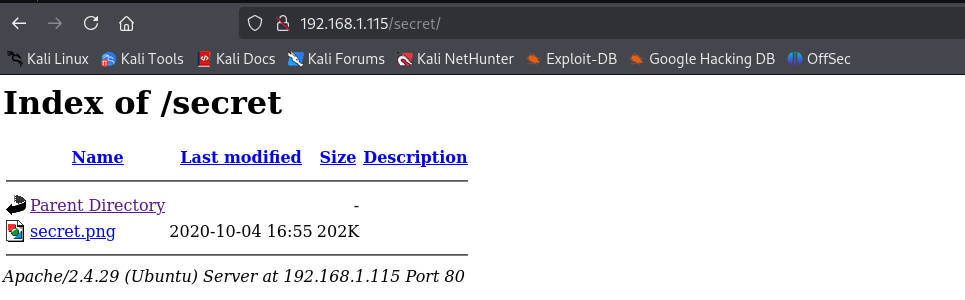 192.168.1.115/secret/
Kali Linux Kali Tools Kali Docs Kali Forums Kali NetHunter Exploit-DB Google Hacking DB OffSec
Index of /secret
Name Last modified Size Description
Parent Directory -
secret.png 2020-10-04 16:55 202K
Apache/2.4.29 (Ubuntu) Server at 192.168.1.115 Port 80